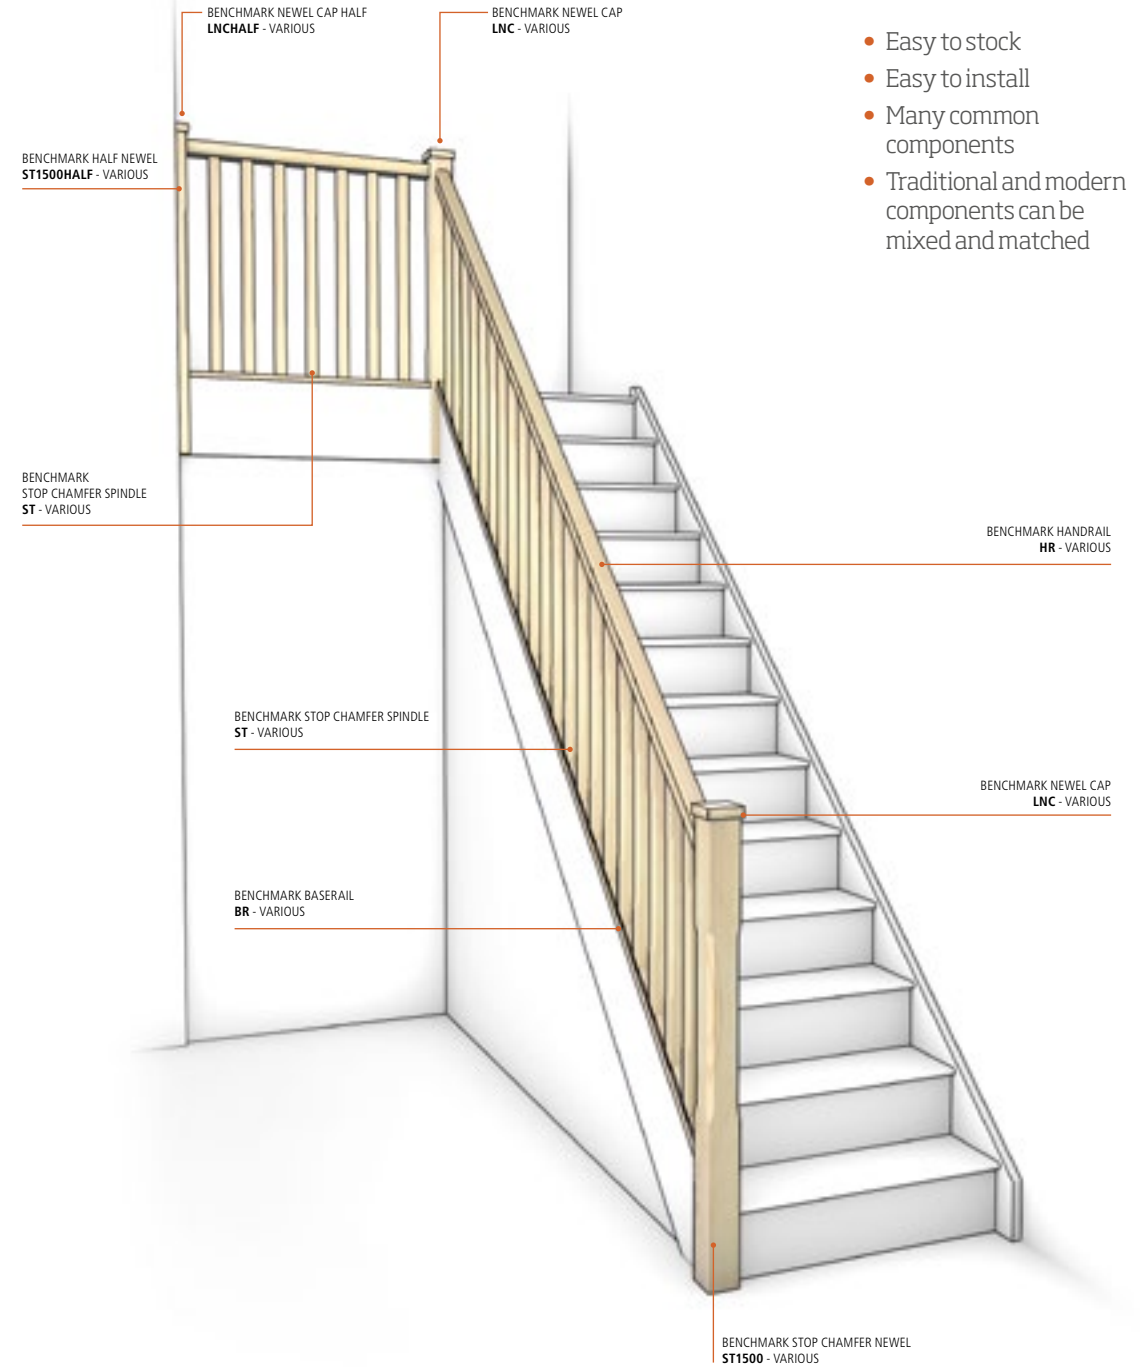 BENCHMARK NEWEL CAP HALF
LNCHALF - VARIOUS
BENCHMARK NEWEL CAP
LNC - VARIOUS
• Easy to stock
• Easy to install
• Many common
components
• Traditional and modern
components can be
mixed and matched
BENCHMARK HALF NEWEL
ST1500HALF - VARIOUS
BENCHMARK
STOP CHAMFER SPINDLE
ST - VARIOUS
BENCHMARK HANDRAIL
HR - VARIOUS
BENCHMARK STOP CHAMFER SPINDLE
ST - VARIOUS
BENCHMARK NEWEL CAP
LNC - VARIOUS
BENCHMARK BASERAIL
BR - VARIOUS
BENCHMARK STOP CHAMFER NEWEL
ST1500 - VARIOUS